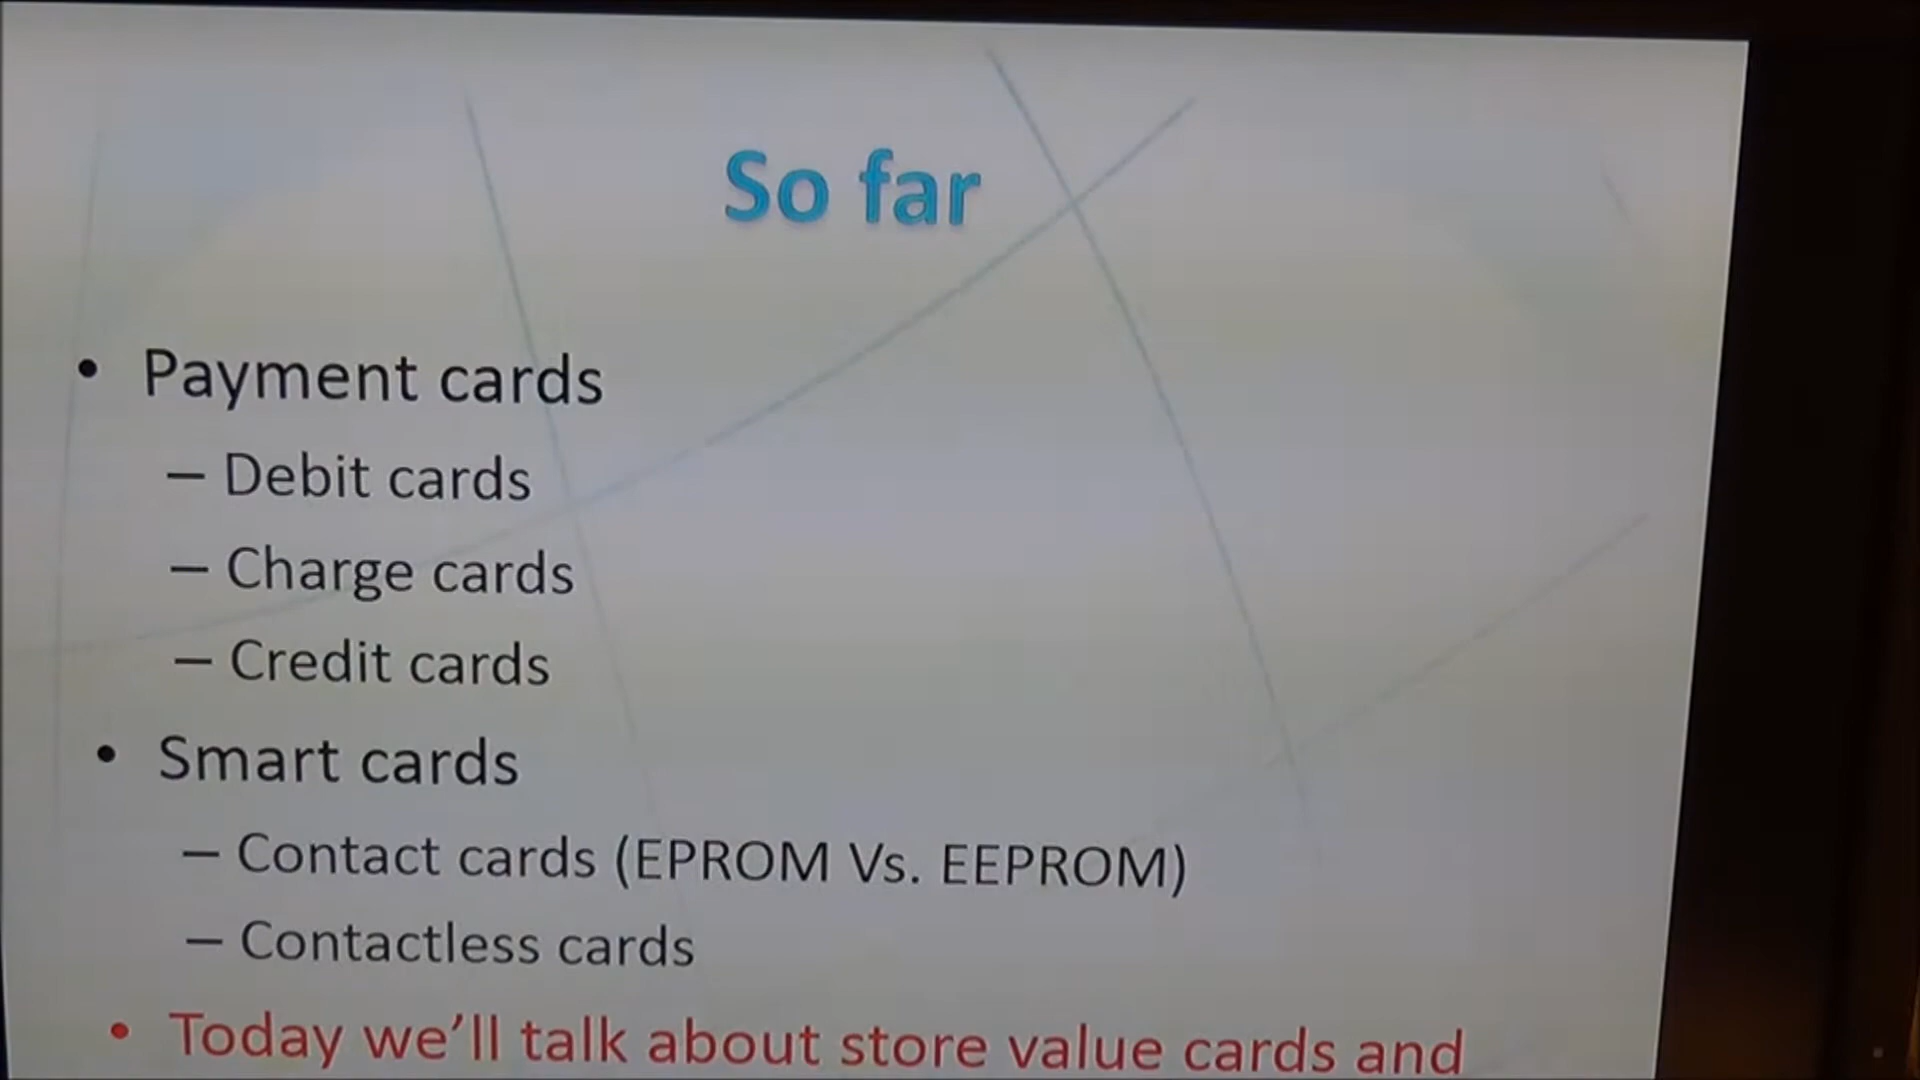 So far
• Payment cards
– Debit cards
– Charge cards
– Credit cards
• Smart cards
– Contact cards (EPROM Vs. EEPROM)
– Contactless cards
• Today we'll talk about store value cards and